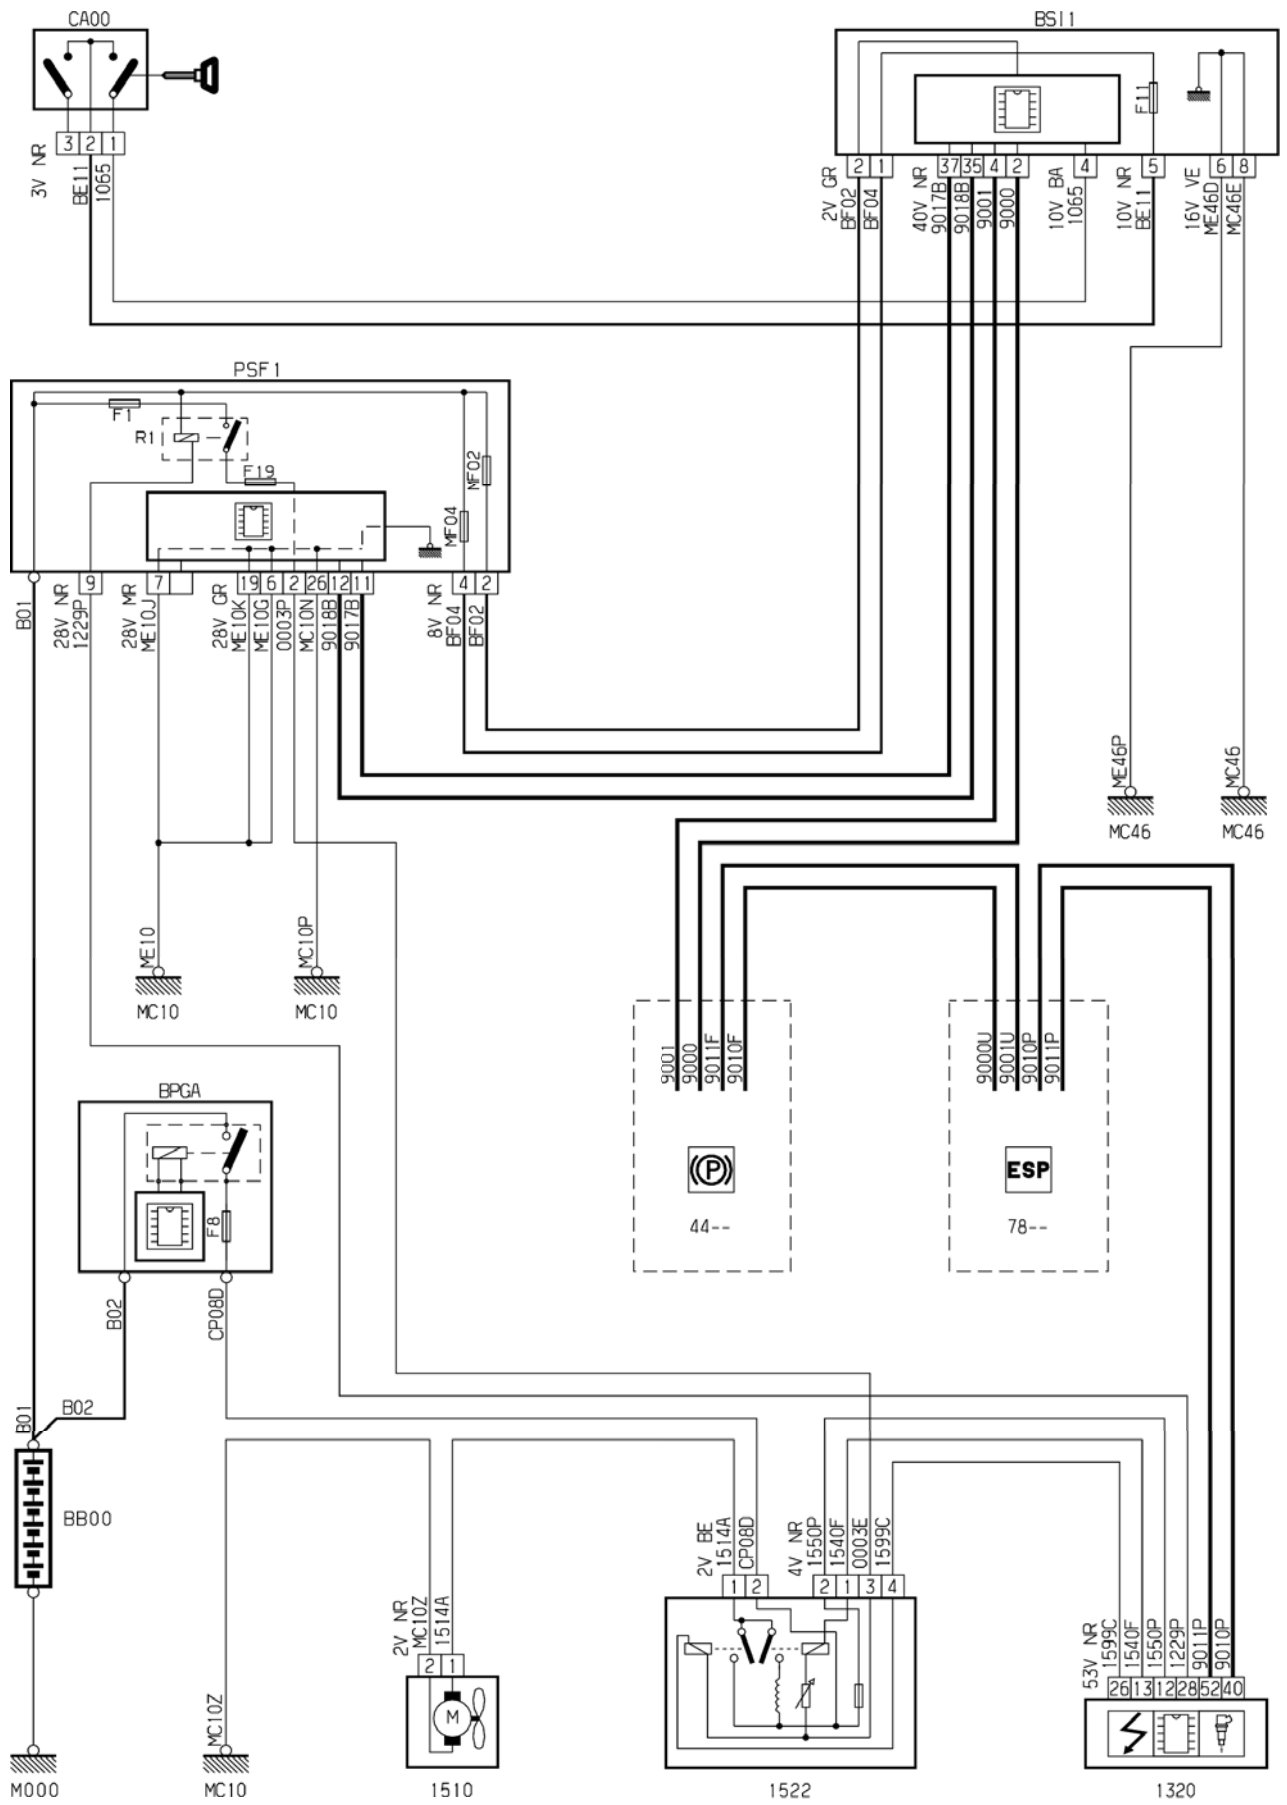 CA00
BSI1
F11
3 2 1
3V NR
BE11
1065
2 1 37 35 4 2 4 5 6 8
2V GR
BF02
BF04
40V NR
9017B
9018B
9001
9000
10V BA
1065
10V NR
BE11
16V VE
ME46D
MC46E
PSF1
F1
R1
F19
MF02
MF04
9 7 19 6 2 26 12 11 4 2
B01
28V NR
1229P
28V MR
ME10J
28V GR
ME10K
ME10G
0003P
MC10N
9018B
9017B
8V NR
BF04
BF02
ME46P
MC46
MC46
MC46
ME10
MC10P
MC10
MC10
9001
9000
9011F
9010F
9000U
9001U
9010P
9011P
BPGA
F8
(P)
ESP
44--
78--
B02
CP08D
B01
B02
BB00
2V BE
1514A
CP08D
4V NR
1550P
1540F
0003E
1599C
1 2 2 1 3 4
2V NR
MC10Z
1514A
2 1
53V NR
1599C
1540F
1550P
1229P
9011P
9010P
26 13 12 28 52 40
MC10Z
M
M000
MC10
1510
1522
1320